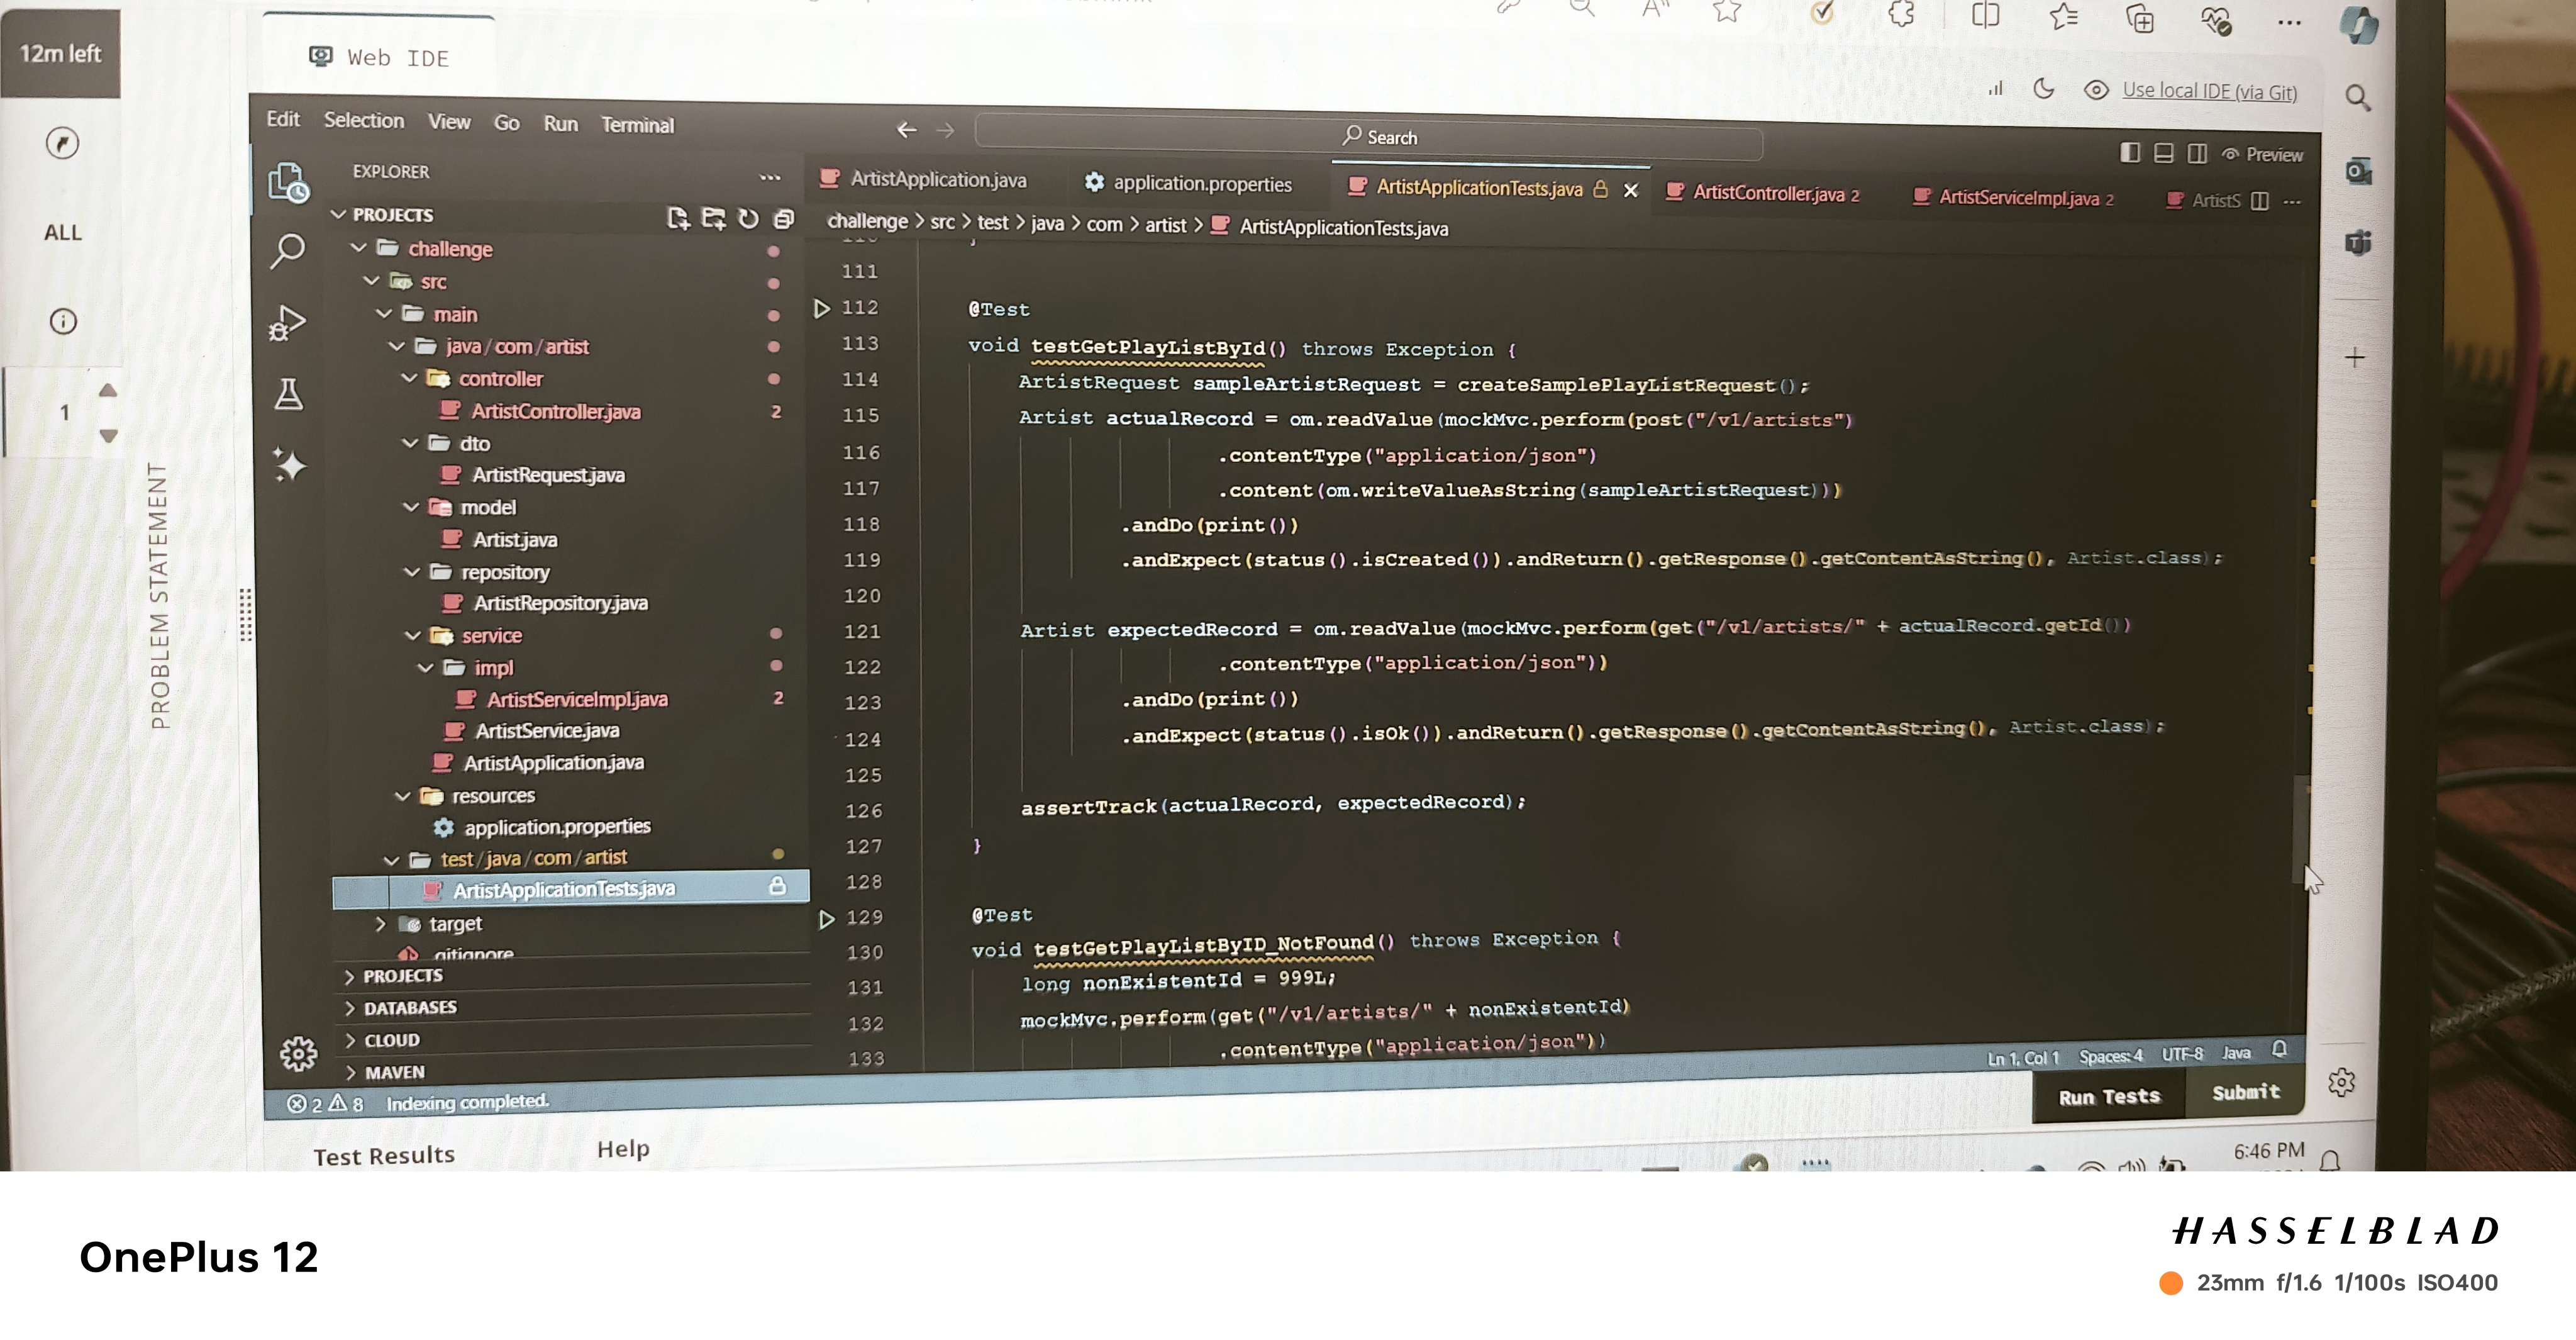 12m left
Web IDE
Use local IDE (via Git)
Edit Selection View Go Run Terminal
Search
Preview
EXPLORER
ArtistApplication.java
application.properties
ArtistApplicationTests.java
ArtistController.java 2
ArtistServiceImpl.java 2
ArtistS
challenge > src > test > java > com > artist > ArtistApplicationTests.java
ALL
1
PROBLEM STATEMENT
PROJECTS
challenge
src
main
java/com/artist
controller
ArtistController.java 2
dto
ArtistRequest.java
model
Artist.java
repository
ArtistRepository.java
service
impl
ArtistServiceImpl.java 2
ArtistService.java
ArtistApplication.java
resources
application.properties
test/java/com/artist
ArtistApplicationTests.java
target
.gitignore
PROJECTS
DATABASES
CLOUD
MAVEN
110 }
111
112 @Test
113 void testGetPlayListById() throws Exception {
114 ArtistRequest sampleArtistRequest = createSamplePlayListRequest();
115 Artist actualRecord = om.readValue(mockMvc.perform(post("/v1/artists")
116 .contentType("application/json")
117 .content(om.writeValueAsString(sampleArtistRequest)))
118 .andDo(print())
119 .andExpect(status().isCreated()).andReturn().getResponse().getContentAsString(), Artist.class);
120
121 Artist expectedRecord = om.readValue(mockMvc.perform(get("/v1/artists/" + actualRecord.getId())
122 .contentType("application/json"))
123 .andDo(print())
124 .andExpect(status().isOk()).andReturn().getResponse().getContentAsString(), Artist.class);
125
126 assertTrack(actualRecord, expectedRecord);
127 }
128
129 @Test
130 void testGetPlayListByID_NotFound() throws Exception {
131 long nonExistentId = 999L;
132 mockMvc.perform(get("/v1/artists/" + nonExistentId)
133 .contentType("application/json"))
2 8 Indexing completed.
Ln 1, Col 1 Spaces: 4 UTF-8 Java
Run Tests Submit
Test Results Help
6:46 PM
OnePlus 12
HASSELBLAD
23mm f/1.6 1/100s ISO400